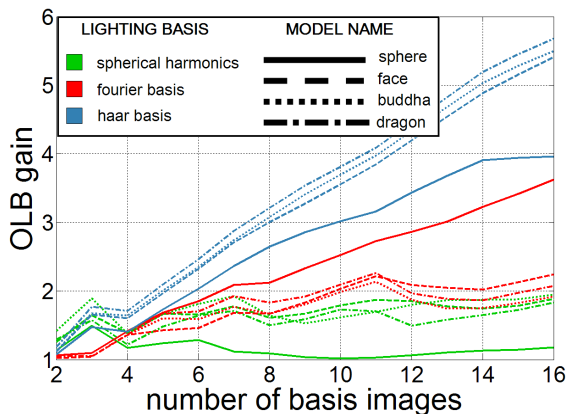 LIGHTING BASIS
spherical harmonics
fourier basis
haar basis
MODEL NAME
sphere
face
buddha
dragon
OLB gain
6
5
4
3
2
1
2 4 6 8 10 12 14 16
number of basis images